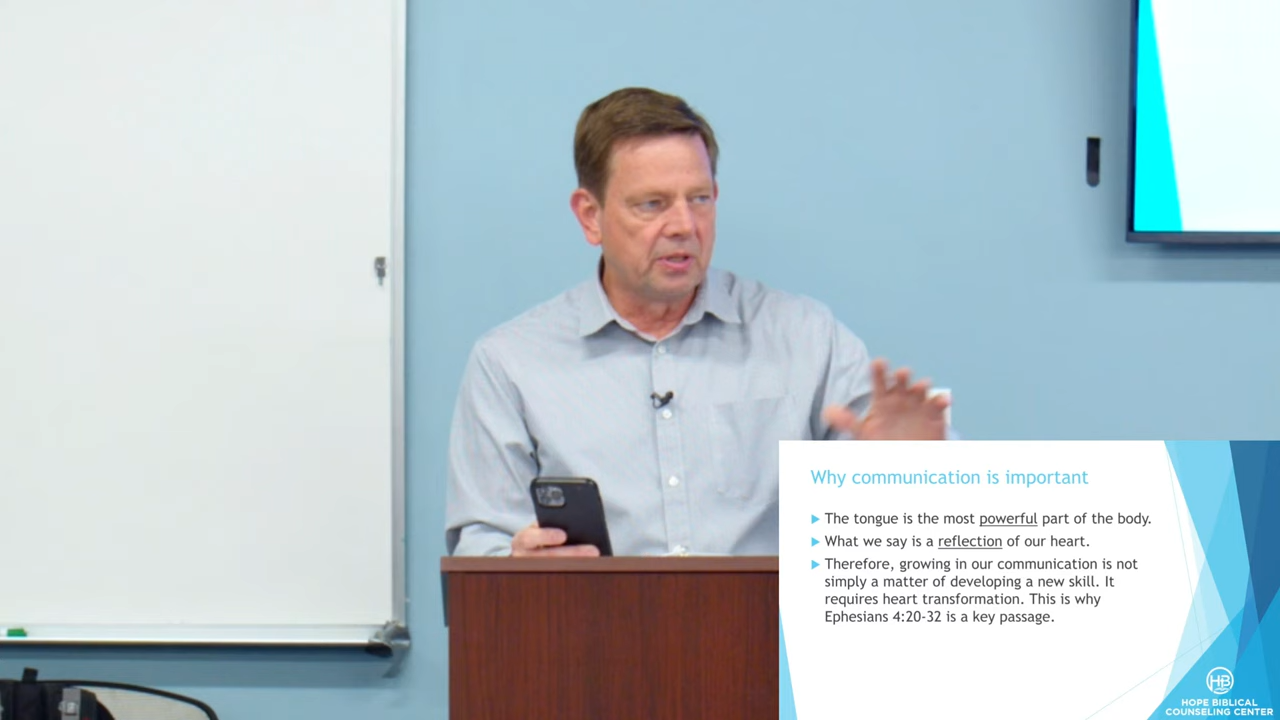 Why communication is important
The tongue is the most powerful part of the body.
What we say is a reflection of our heart.
Therefore, growing in our communication is not
simply a matter of developing a new skill. It
requires heart transformation. This is why
Ephesians 4:20-32 is a key passage.
HB
HOPE BIBLICAL
COUNSELING CENTER